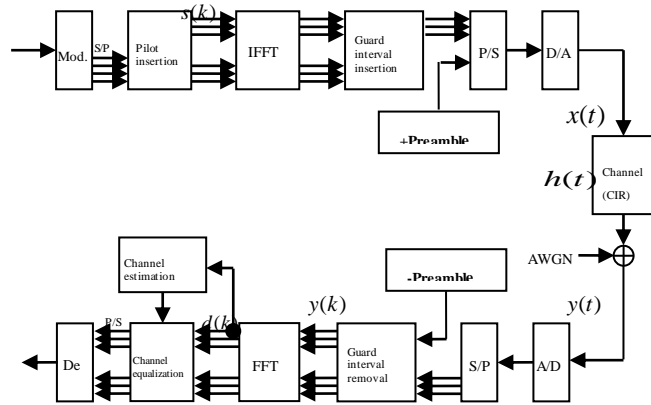 s(k)
Mod.
S/P
Pilot
insertion
IFFT
Guard
interval
insertion
P/S
D/A
+Preamble
x(t)
h(t)
Channel
(CIR)
AWGN
y(t)
Channel
estimation
-Preamble
P/S
d(k)
y(k)
De
Channel
equalization
FFT
Guard
interval
removal
S/P
A/D